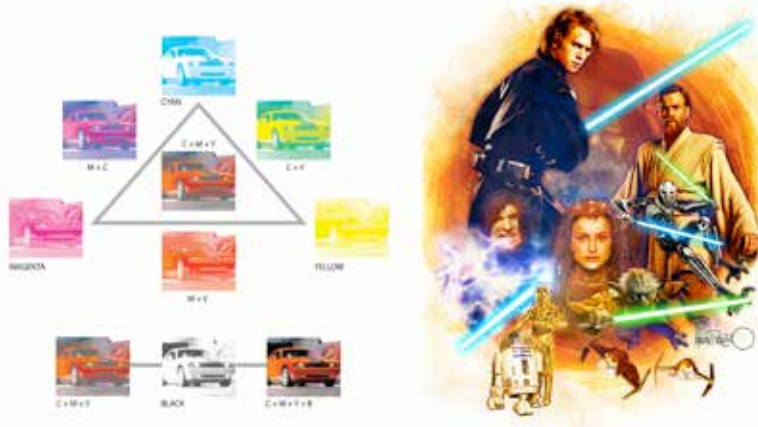 CYAN
C + M + Y
M + C
C + Y
MAGENTA
YELLOW
M + Y
C + M + Y
BLACK
C + M + Y + B